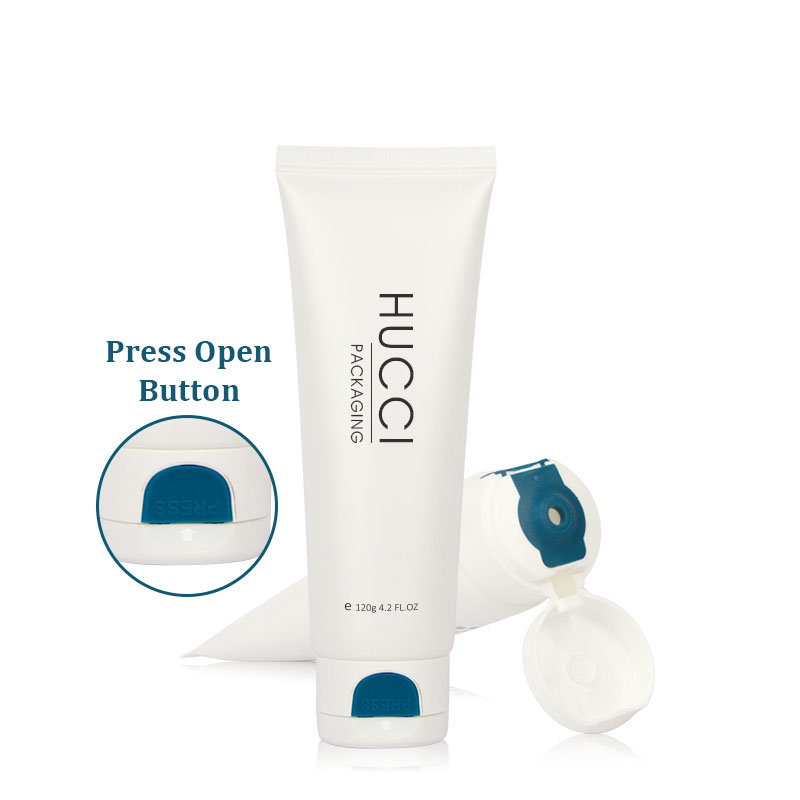 Press Open
Button
PRESS
HUCCI
PACKAGING
e 120g 4.2 FL.OZ
PRESS